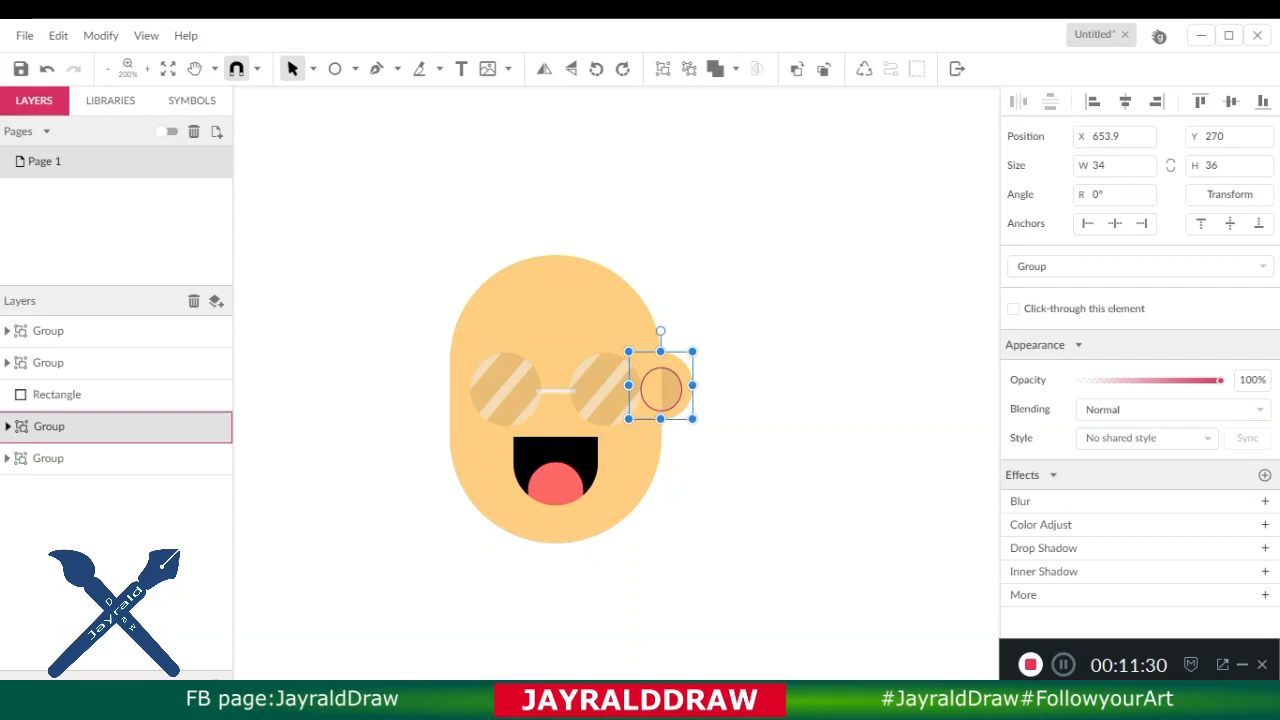 File Edit Modify View Help
Untitled*
- 200% +
LAYERS LIBRARIES SYMBOLS
Pages
Page 1
Layers
Group
Group
Rectangle
Group
Group
Position X 653.9 Y 270
Size W 34 H 36
Angle R 0° Transform
Anchors
Group
Click-through this element
Appearance
Opacity 100%
Blending Normal
Style No shared style Sync
Effects
Blur +
Color Adjust +
Drop Shadow +
Inner Shadow +
More +
Jayrald
Draw
00:11:30
FB page:JayraldDraw
JAYRALDDRAW
#JayraldDraw#FollowyourArt